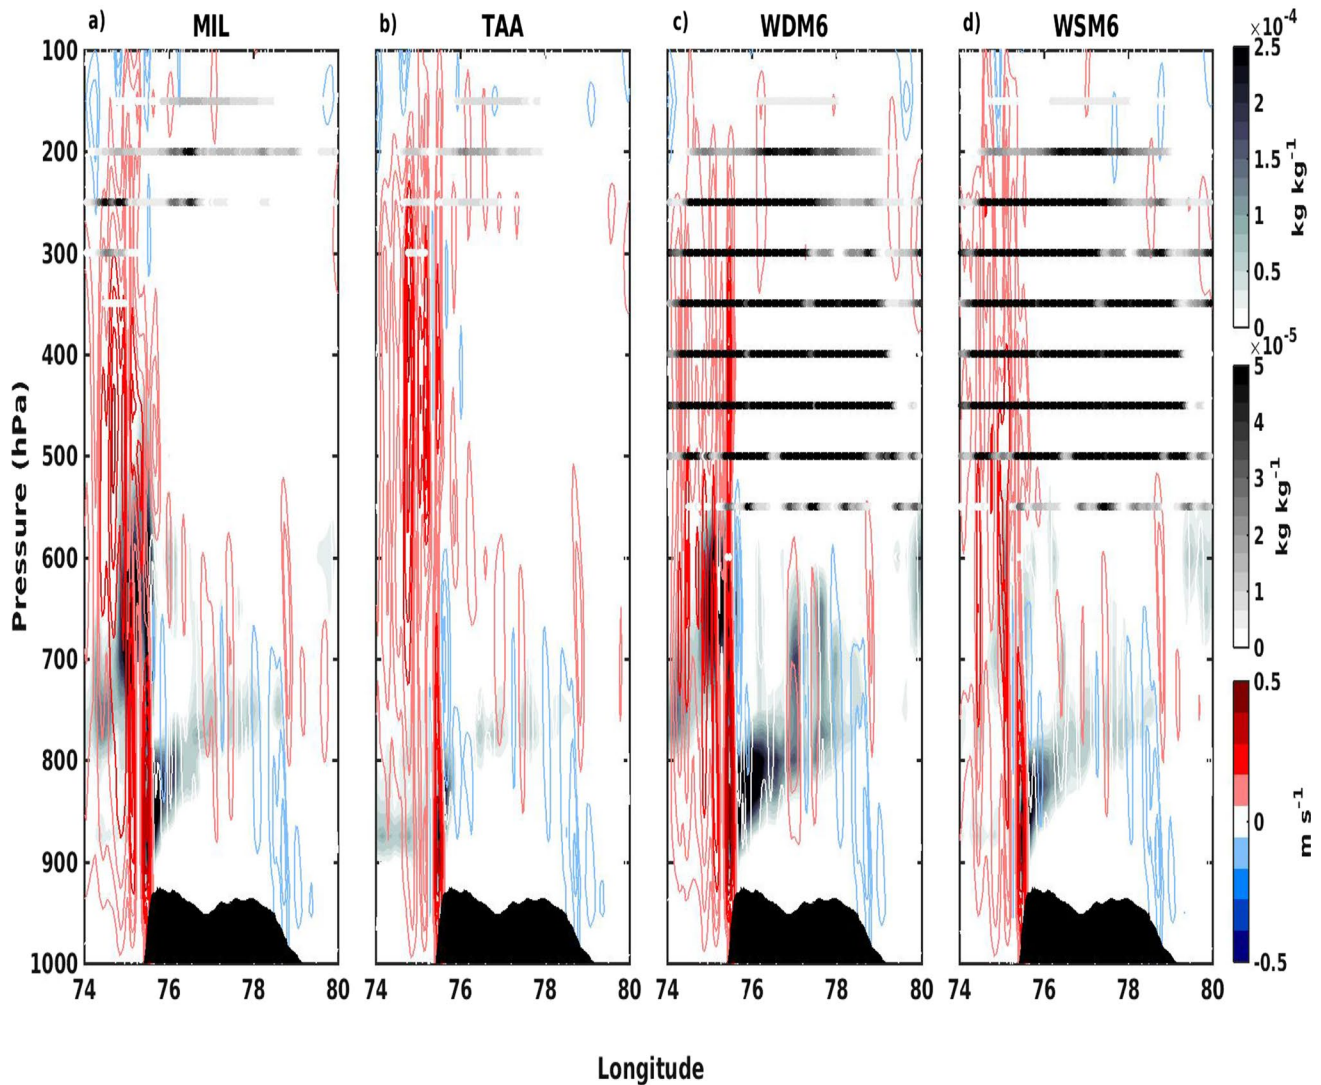 a) MIL
b) TAA
c) WDM6
d) WSM6
Pressure (hPa)
100
200
300
400
500
600
700
800
900
1000
74 76 78 80
74 76 78 80
74 76 78 80
74 76 78 80
Longitude
×10⁻⁴
2.5
2
1.5
1
0.5
0
kg kg⁻¹
×10⁻⁵
5
4
3
2
1
0
kg kg⁻¹
0.5
0
-0.5
m s⁻¹